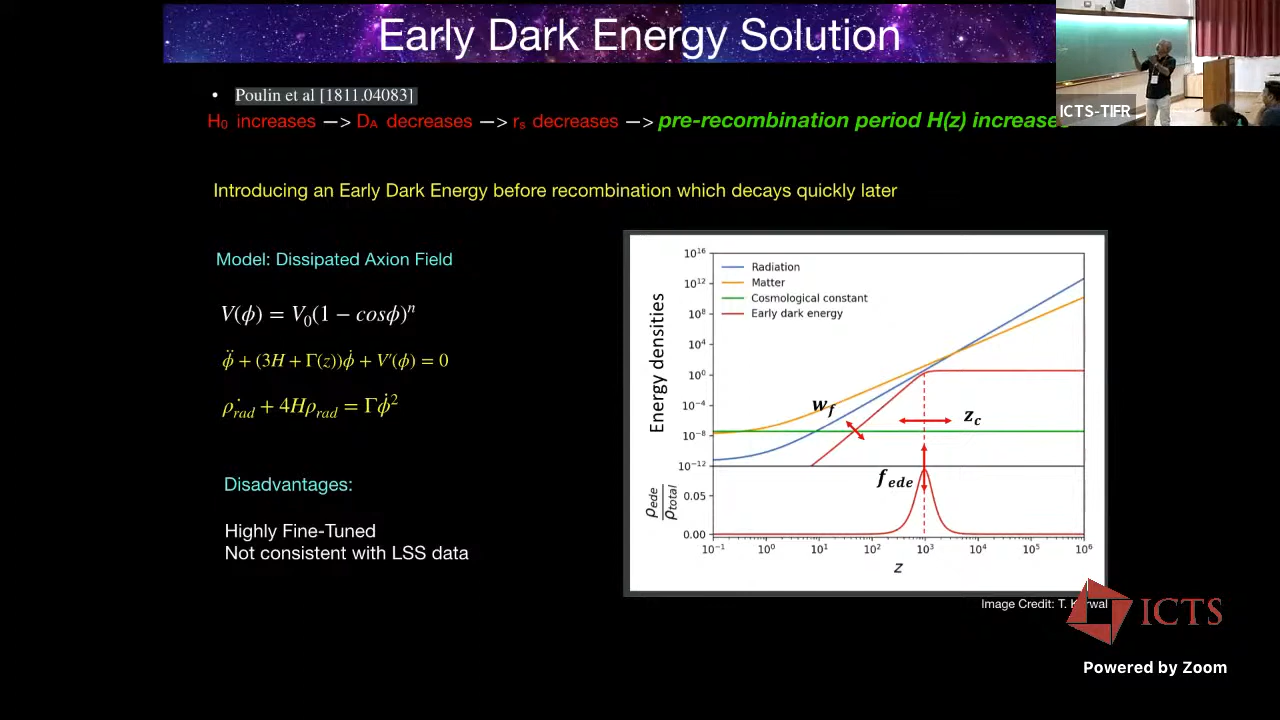 Early Dark Energy Solution
ICTS-TIFR
• Poulin et al [1811.04083]
H₀ increases —> D_A decreases —> r_s decreases —> pre-recombination period H(z) increases
Introducing an Early Dark Energy before recombination which decays quickly later
Model: Dissipated Axion Field
V(ϕ) = V₀(1 − cosϕ)ⁿ
ϕ̈ + (3H + Γ(z))ϕ̇ + V′(ϕ) = 0
ρ̇_rad + 4Hρ_rad = Γϕ̇²
Disadvantages:
Highly Fine-Tuned
Not consistent with LSS data
Energy densities
10¹⁶
10¹²
10⁸
10⁴
10⁰
10⁻⁴
10⁻⁸
10⁻¹²
Radiation
Matter
Cosmological constant
Early dark energy
w_f
z_c
f_ede
ρ_ede / ρ_total
0.05
0.00
10⁻¹ 10⁰ 10¹ 10² 10³ 10⁴ 10⁵ 10⁶
z
Image Credit: T. K wal
ICTS
Powered by Zoom